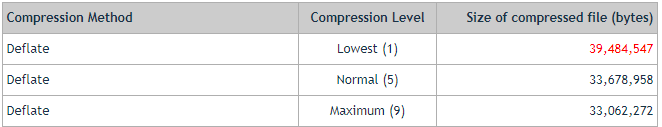 Compression Method Compression Level Size of compressed file (bytes)
Deflate Lowest (1) 39,484,547
Deflate Normal (5) 33,678,958
Deflate Maximum (9) 33,062,272